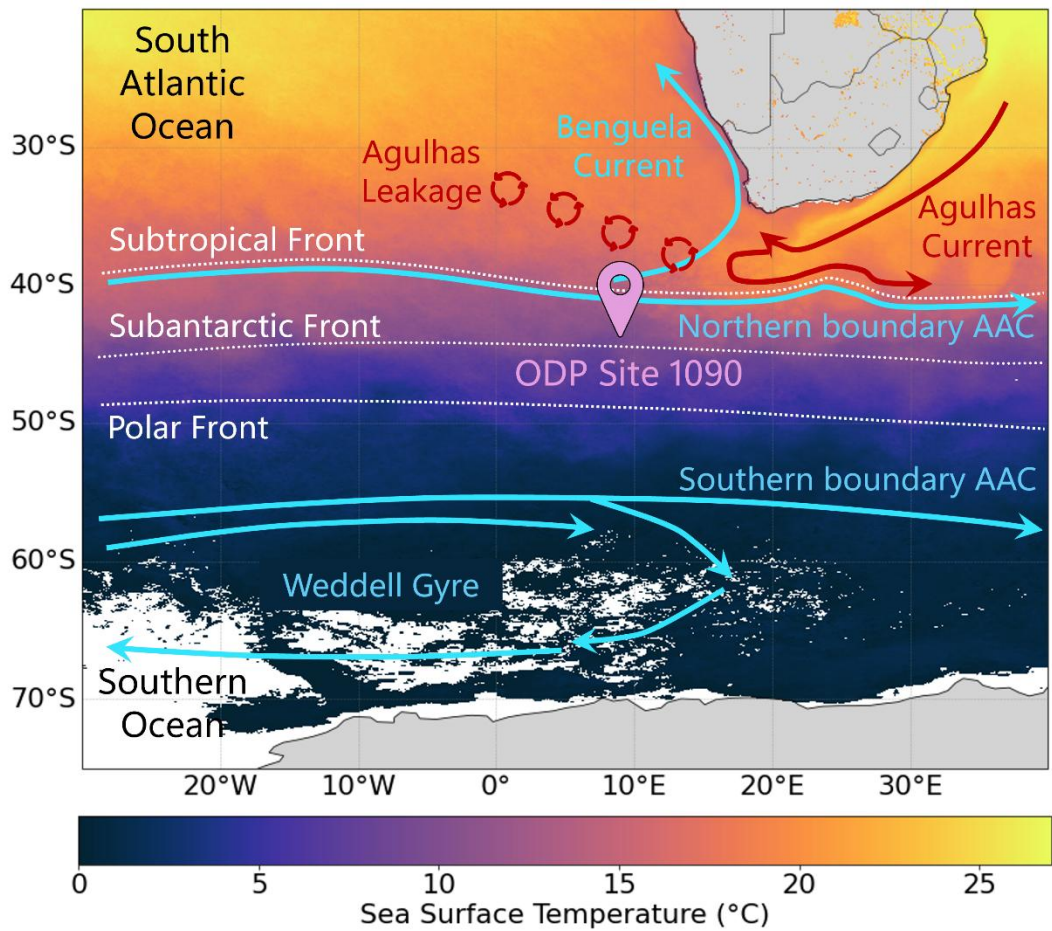 South
Atlantic
Ocean
30°S
Benguela
Current
Agulhas
Leakage
Agulhas
Current
Subtropical Front
40°S
Subantarctic Front
Northern boundary AAC
ODP Site 1090
50°S
Polar Front
Southern boundary AAC
60°S
Weddell Gyre
70°S
Southern
Ocean
20°W 10°W 0° 10°E 20°E 30°E
0 5 10 15 20 25
Sea Surface Temperature (°C)